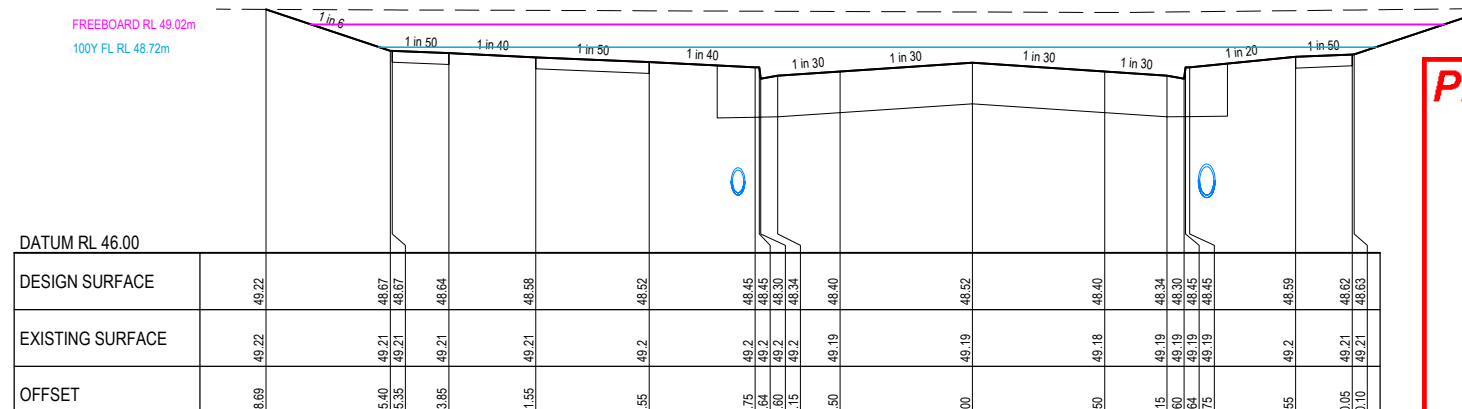 FREEBOARD RL 49.02m
100Y FL RL 48.72m
1 in 6
1 in 50
1 in 40
1 in 50
1 in 40
1 in 30
1 in 30
1 in 30
1 in 30
1 in 20
1 in 50
DATUM RL 46.00
DESIGN SURFACE 49.22 48.67 48.67 48.64 48.58 48.52 48.45 48.45 48.30 48.34 48.40 48.52 48.40 48.34 48.30 48.45 48.45 48.59 48.62 48.63
EXISTING SURFACE 49.22 49.21 49.21 49.21 49.21 49.2 49.2 49.2 49.2 49.2 49.19 49.19 49.18 49.19 49.19 49.19 49.19 49.2 49.21 49.21
OFFSET